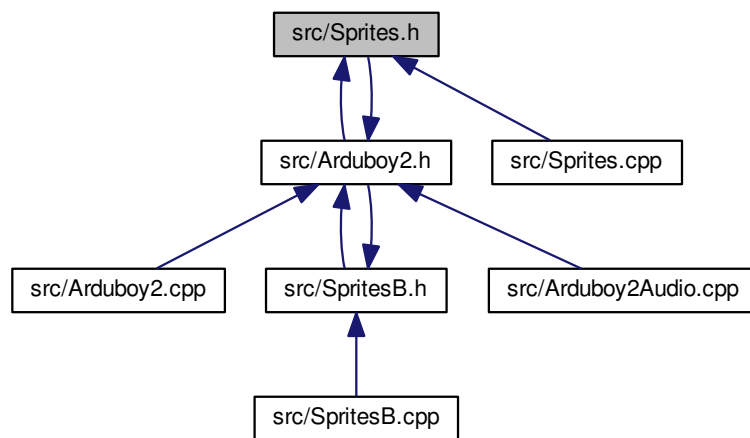 src/Sprites.h
src/Arduboy2.h
src/Sprites.cpp
src/Arduboy2.cpp
src/SpritesB.h
src/Arduboy2Audio.cpp
src/SpritesB.cpp